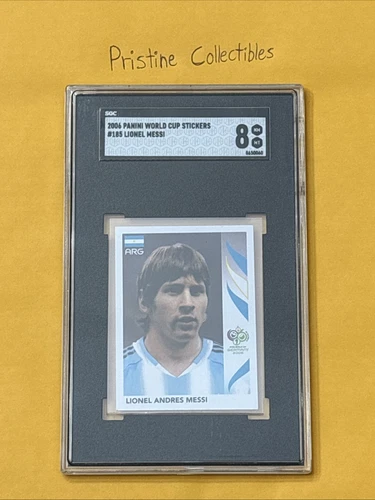 Pristine Collectibles
SGC
2006 PANINI WORLD CUP STICKERS
#185 LIONEL MESSI
8
NM
MT
ARG
LIONEL ANDRES MESSI